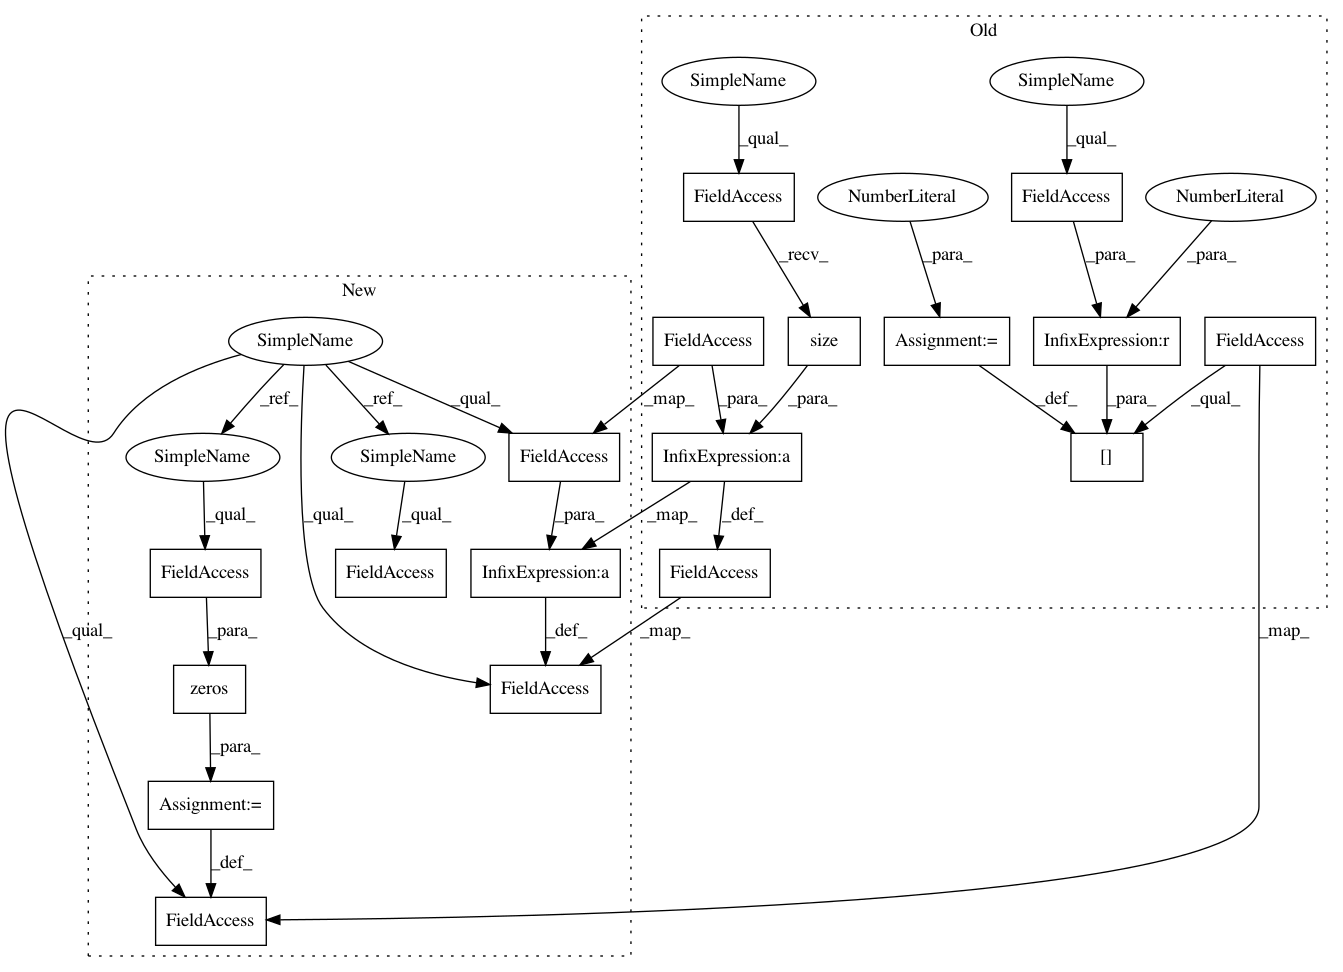 Old
SimpleName
SimpleName
_qual_
_qual_
FieldAccess
NumberLiteral
FieldAccess
NumberLiteral
_recv_
_para_
_para_
_para_
New
SimpleName
FieldAccess
size
Assignment:=
InfixExpression:r
FieldAccess
_ref_
_ref_
_qual_
_map_
_para_
_para_
_def_
_para_
_qual_
SimpleName
SimpleName
FieldAccess
InfixExpression:a
[]
_qual_
_qual_
_qual_
_para_
_map_
_def_
FieldAccess
FieldAccess
InfixExpression:a
FieldAccess
_qual_
_para_
_def_
_map_
_map_
zeros
FieldAccess
_para_
Assignment:=
_def_
FieldAccess